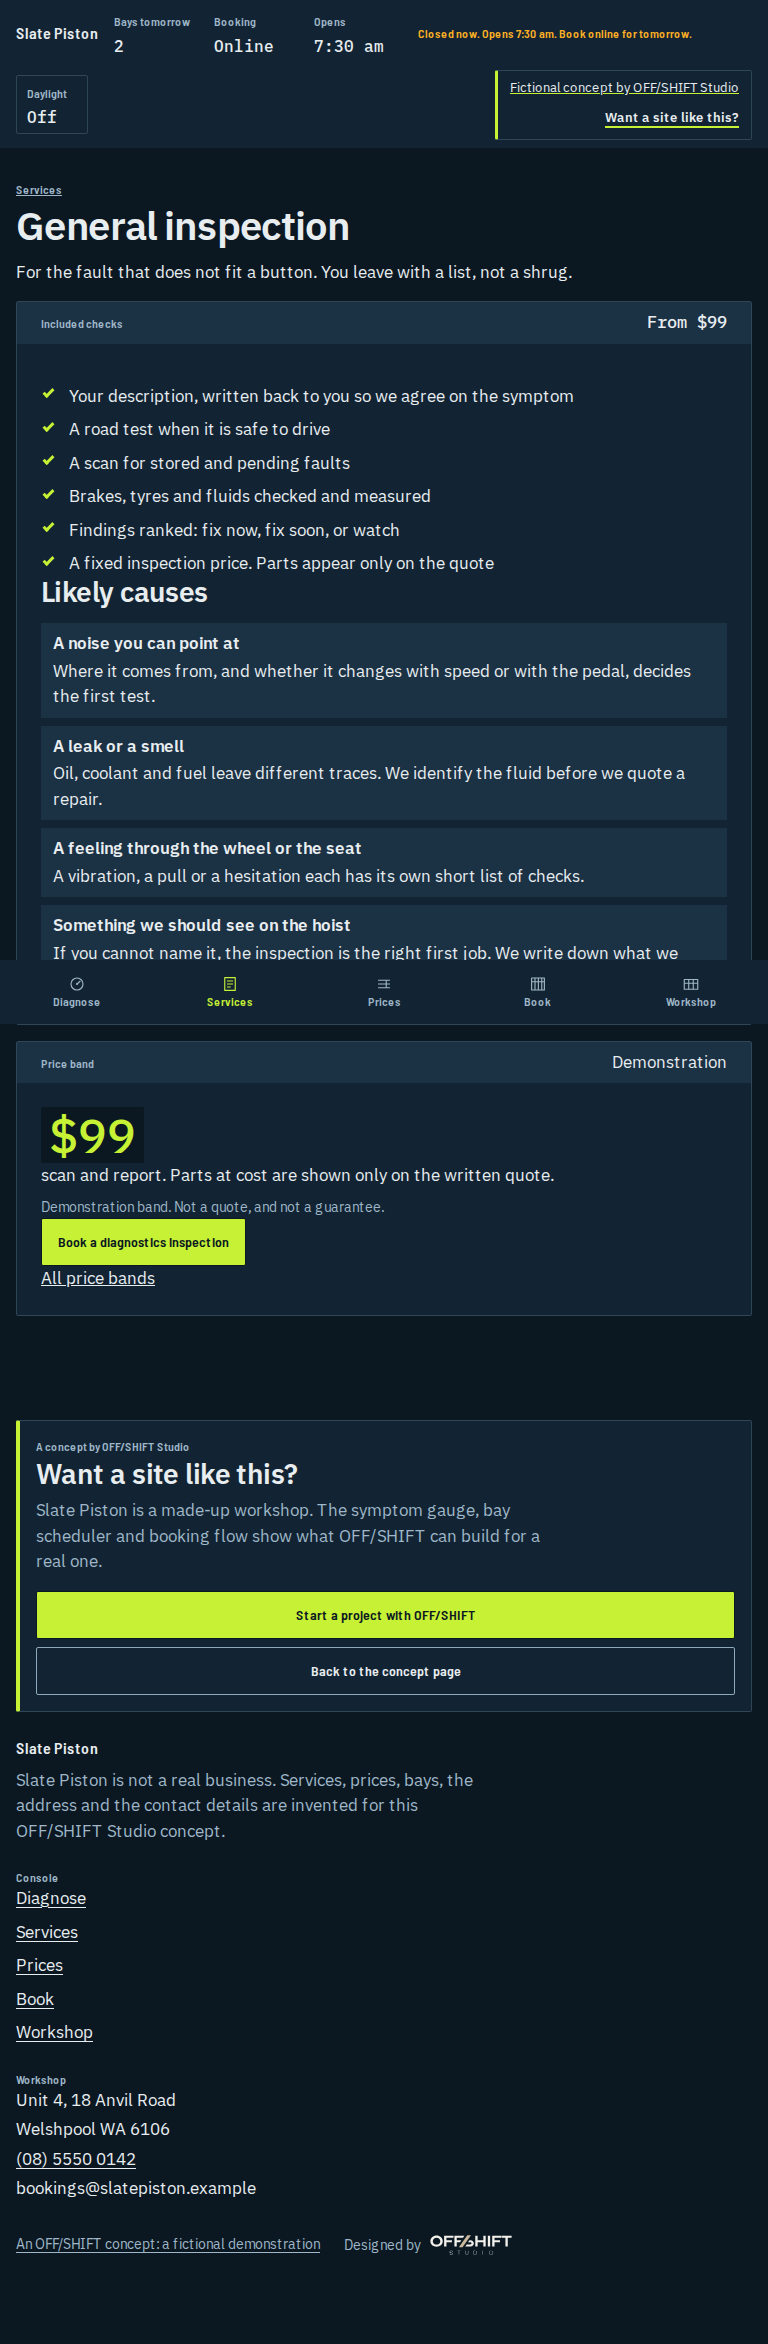 Slate Piston
Bays tomorrow
2
Booking
Online
Opens
7:30 am
Closed now. Opens 7:30 am. Book online for tomorrow.
Daylight
Off
Fictional concept by OFF/SHIFT Studio
Want a site like this?
Services
General inspection
For the fault that does not fit a button. You leave with a list, not a shrug.
Included checks
From $99
Your description, written back to you so we agree on the symptom
A road test when it is safe to drive
A scan for stored and pending faults
Brakes, tyres and fluids checked and measured
Findings ranked: fix now, fix soon, or watch
A fixed inspection price. Parts appear only on the quote
Likely causes
A noise you can point at
Where it comes from, and whether it changes with speed or with the pedal, decides
the first test.
A leak or a smell
Oil, coolant and fuel leave different traces. We identify the fluid before we quote a
repair.
A feeling through the wheel or the seat
A vibration, a pull or a hesitation each has its own short list of checks.
Something we should see on the hoist
If you cannot name it, the inspection is the right first job. We write down what we
Diagnose
Services
Prices
Book
Workshop
Price band
Demonstration
$99
scan and report. Parts at cost are shown only on the written quote.
Demonstration band. Not a quote, and not a guarantee.
Book a diagnostics inspection
All price bands
A concept by OFF/SHIFT Studio
Want a site like this?
Slate Piston is a made-up workshop. The symptom gauge, bay
scheduler and booking flow show what OFF/SHIFT can build for a
real one.
Start a project with OFF/SHIFT
Back to the concept page
Slate Piston
Slate Piston is not a real business. Services, prices, bays, the
address and the contact details are invented for this
OFF/SHIFT Studio concept.
Console
Diagnose
Services
Prices
Book
Workshop
Workshop
Unit 4, 18 Anvil Road
Welshpool WA 6106
(08) 5550 0142
bookings@slatepiston.example
An OFF/SHIFT concept: a fictional demonstration
Designed by
OFF/SHIFT
STUDIO